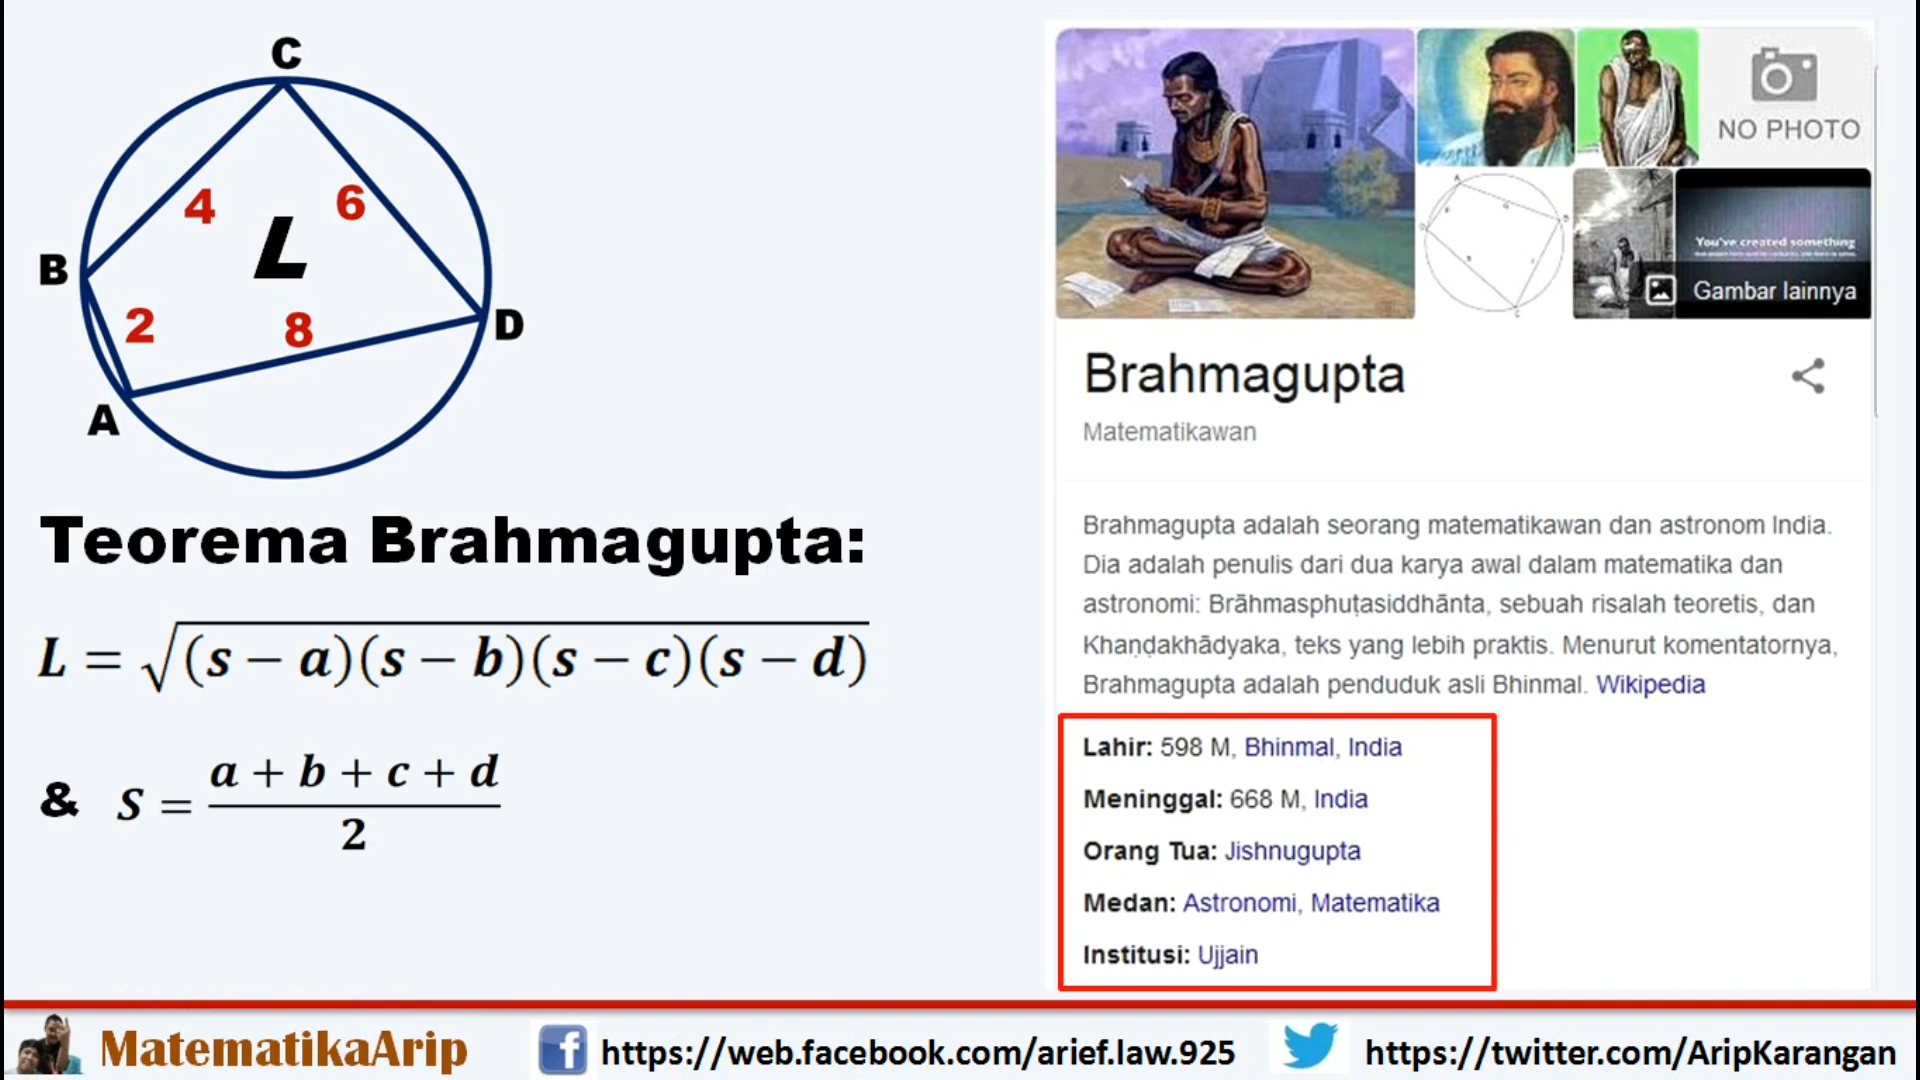 C
4
6
L
B
2
8
D
A
Teorema Brahmagupta:
L = √(s − a)(s − b)(s − c)(s − d)
& S = a + b + c + d
2
NO PHOTO
You've created something
Gambar lainnya
Brahmagupta
Matematikawan
Brahmagupta adalah seorang matematikawan dan astronom India.
Dia adalah penulis dari dua karya awal dalam matematika dan
astronomi: Brāhmasphuṭasiddhānta, sebuah risalah teoretis, dan
Khaṇḍakhādyaka, teks yang lebih praktis. Menurut komentatornya,
Brahmagupta adalah penduduk asli Bhinmal. Wikipedia
Lahir: 598 M, Bhinmal, India
Meninggal: 668 M, India
Orang Tua: Jishnugupta
Medan: Astronomi, Matematika
Institusi: Ujjain
MatematikaArip
https://web.facebook.com/arief.law.925
https://twitter.com/AripKarangan